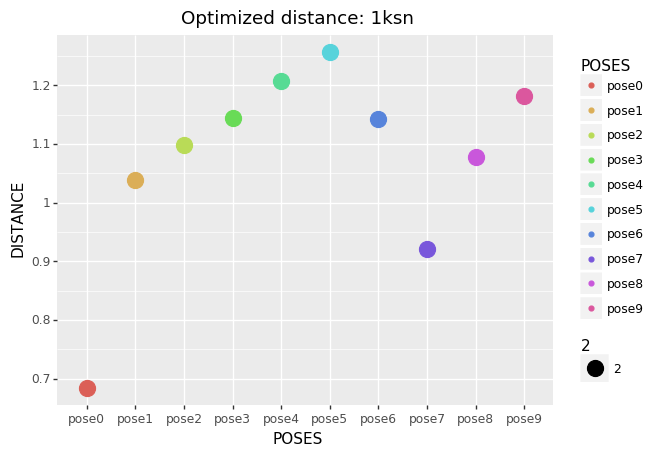 Optimized distance: 1ksn
DISTANCE
1.2
1.1
1
0.9
0.8
0.7
pose0 pose1 pose2 pose3 pose4 pose5 pose6 pose7 pose8 pose9
POSES
POSES
pose0
pose1
pose2
pose3
pose4
pose5
pose6
pose7
pose8
pose9
2
2